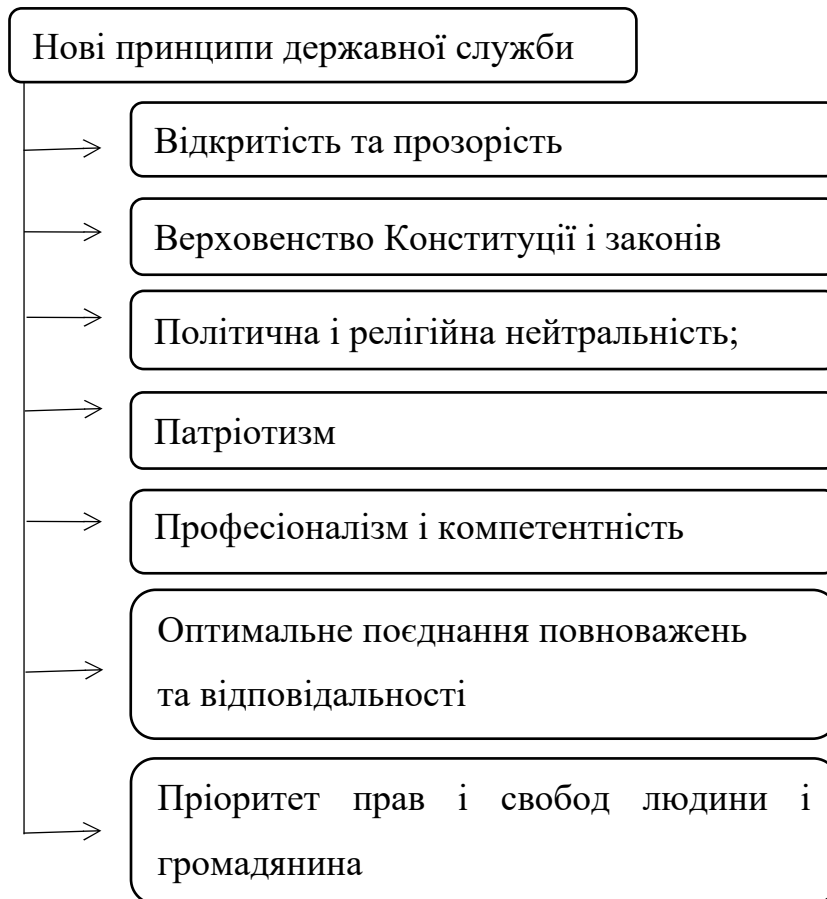 Нові принципи державної служби
Відкритість та прозорість
Верховенство Конституції і законів
Політична і релігійна нейтральність;
Патріотизм
Професіоналізм і компетентність
Оптимальне поєднання повноважень
та відповідальності
Пріоритет прав і свобод людини і
громадянина